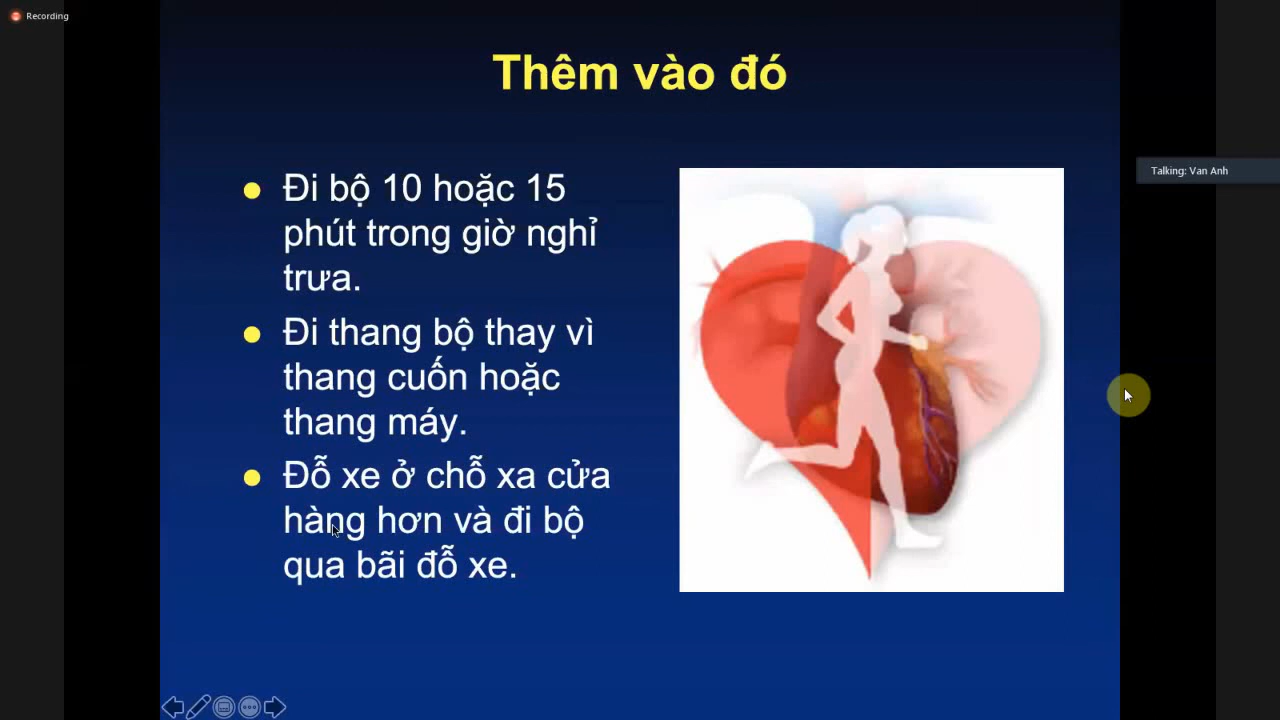 Recording
Thêm vào đó
Talking: Van Anh
Đi bộ 10 hoặc 15
phút trong giờ nghỉ
trưa.
Đi thang bộ thay vì
thang cuốn hoặc
thang máy.
Đỗ xe ở chỗ xa cửa
hàng hơn và đi bộ
qua bãi đỗ xe.